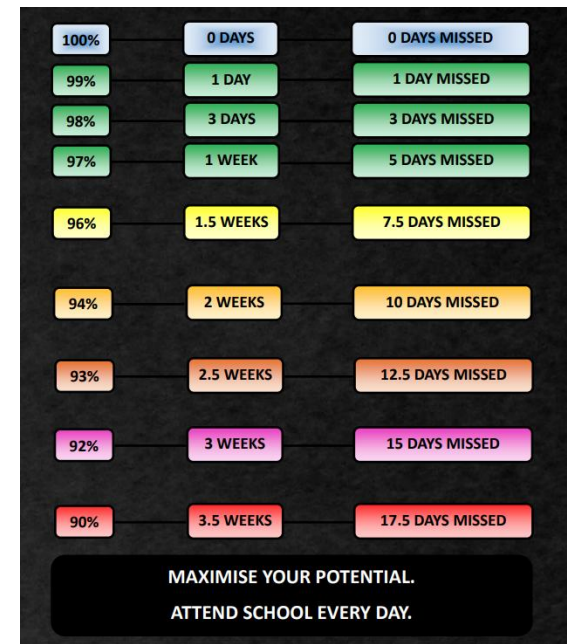 100% 0 DAYS 0 DAYS MISSED
99% 1 DAY 1 DAY MISSED
98% 3 DAYS 3 DAYS MISSED
97% 1 WEEK 5 DAYS MISSED
96% 1.5 WEEKS 7.5 DAYS MISSED
94% 2 WEEKS 10 DAYS MISSED
93% 2.5 WEEKS 12.5 DAYS MISSED
92% 3 WEEKS 15 DAYS MISSED
90% 3.5 WEEKS 17.5 DAYS MISSED
MAXIMISE YOUR POTENTIAL.
ATTEND SCHOOL EVERY DAY.